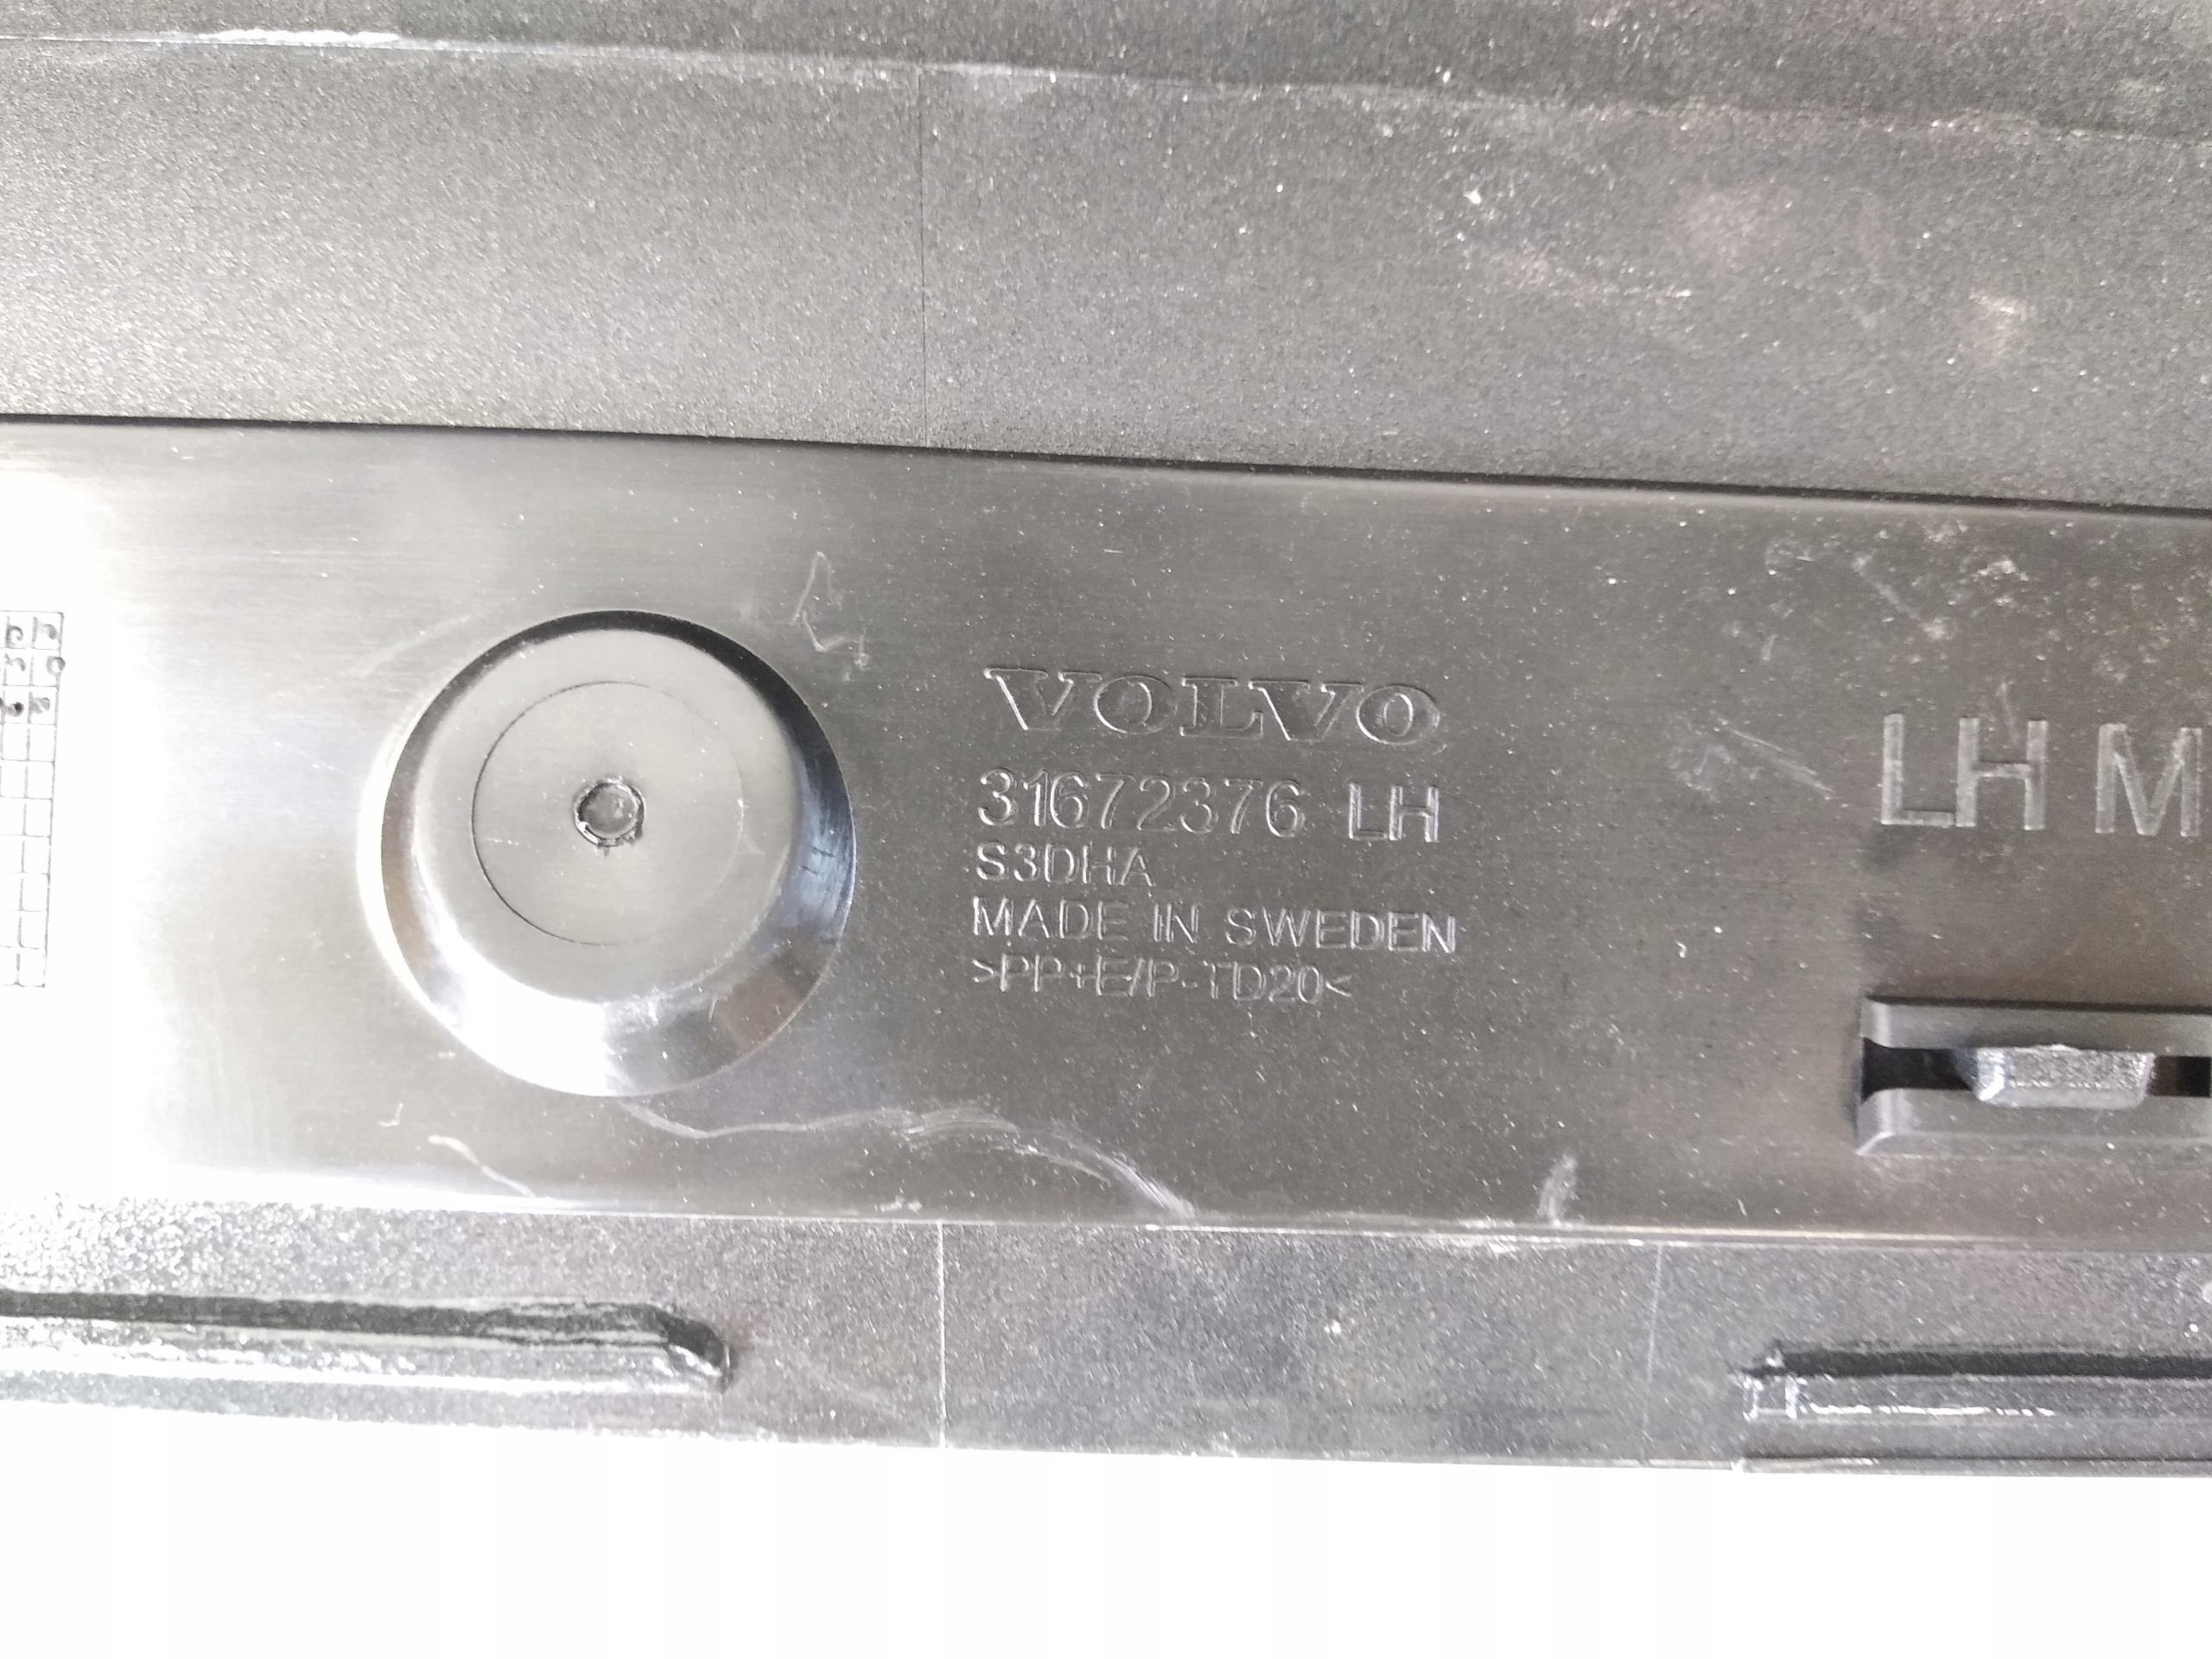 VOLVO
31672376 LH
S3DHA
MADE IN SWEDEN
>PP+E/P-TD20<
LH M